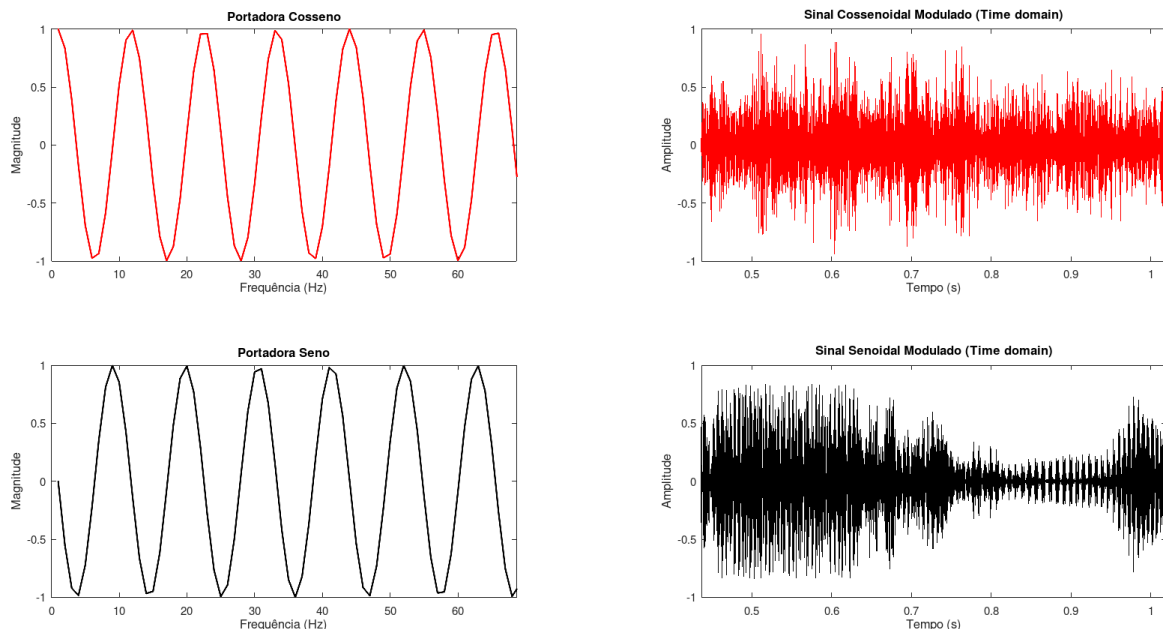 Portadora Cosseno
1
0.5
0
-0.5
-1
Magnitude
0 10 20 30 40 50 60
Frequência (Hz)
Sinal Cossenoidal Modulado (Time domain)
1
0.5
0
-0.5
-1
Amplitude
0.5 0.6 0.7 0.8 0.9 1
Tempo (s)
Portadora Seno
1
0.5
0
-0.5
-1
Magnitude
0 10 20 30 40 50 60
Frequência (Hz)
Sinal Senoidal Modulado (Time domain)
1
0.5
0
-0.5
-1
Amplitude
0.5 0.6 0.7 0.8 0.9 1
Tempo (s)